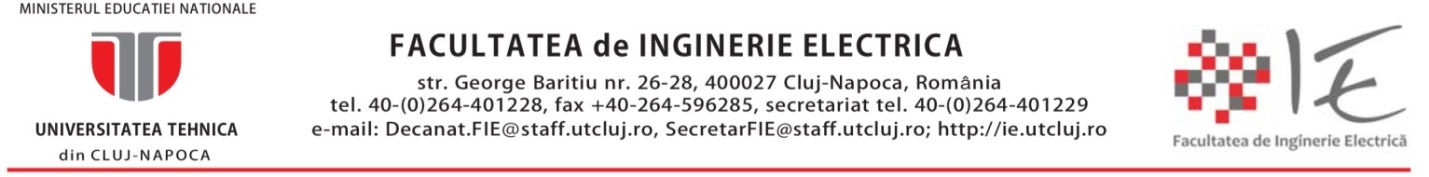 MINISTERUL EDUCATIEI NATIONALE
UNIVERSITATEA TEHNICA
din CLUJ-NAPOCA
FACULTATEA de INGINERIE ELECTRICA
str. George Baritiu nr. 26-28, 400027 Cluj-Napoca, România
tel. 40-(0)264-401228, fax +40-264-596285, secretariat tel. 40-(0)264-401229
e-mail: Decanat.FIE@staff.utcluj.ro, SecretarFIE@staff.utcluj.ro; http://ie.utcluj.ro
IE
Facultatea de Inginerie Electrică